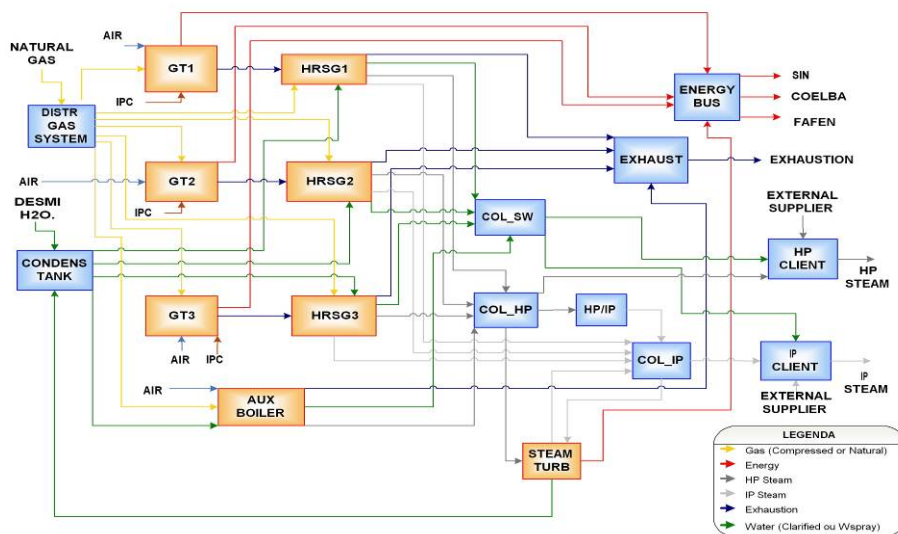 NATURAL
GAS
AIR
GT1
IPC
HRSG1
ENERGY
BUS
SIN
COELBA
FAFEN
DISTR
GAS
SYSTEM
AIR
GT2
IPC
HRSG2
EXHAUST
EXHAUSTION
DESMI
H2O.
CONDENS
TANK
COL_SW
EXTERNAL
SUPPLIER
HP
CLIENT
HP
STEAM
GT3
AIR
IPC
HRSG3
COL_HP
HP/IP
COL_IP
IP
CLIENT
IP
STEAM
EXTERNAL
SUPPLIER
AIR
AUX
BOILER
STEAM
TURB
LEGENDA
Gas (Compressed or Natural)
Energy
HP Steam
IP Steam
Exhaustion
Water (Clarified ou Wspray)